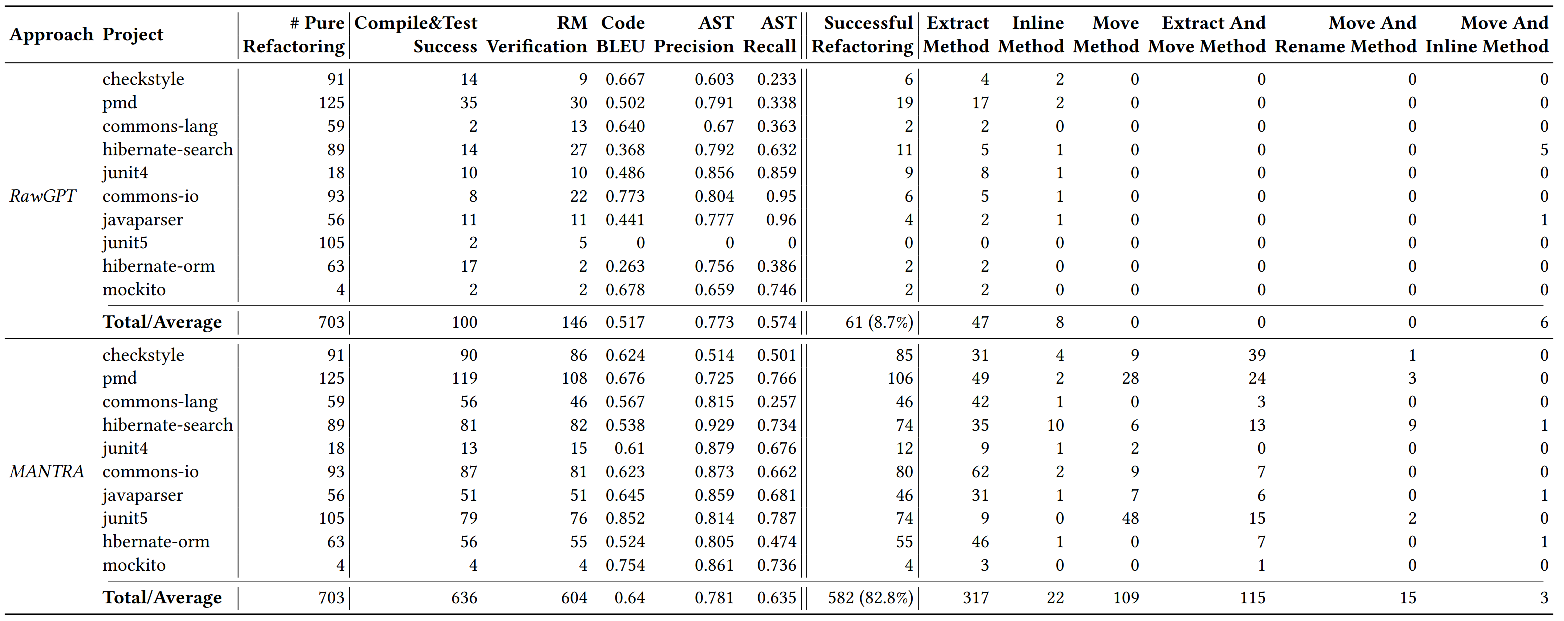 Approach Project # Pure Refactoring Compile&Test Success RM Verification Code BLEU AST Precision AST Recall Successful Refactoring Extract Method Inline Method Move Method Extract And Move Method Move And Rename Method Move And Inline Method
checkstyle 91 14 9 0.667 0.603 0.233 6 4 2 0 0 0 0
pmd 125 35 30 0.502 0.791 0.338 19 17 2 0 0 0 0
commons-lang 59 2 13 0.640 0.67 0.363 2 2 0 0 0 0 0
hibernate-search 89 14 27 0.368 0.792 0.632 11 5 1 0 0 0 5
junit4 18 10 10 0.486 0.856 0.859 9 8 1 0 0 0 0
RawGPT commons-io 93 8 22 0.773 0.804 0.95 6 5 1 0 0 0 0
javaparser 56 11 11 0.441 0.777 0.96 4 2 1 0 0 0 1
junit5 105 2 5 0 0 0 0 0 0 0 0 0 0
hibernate-orm 63 17 2 0.263 0.756 0.386 2 2 0 0 0 0 0
mockito 4 2 2 0.678 0.659 0.746 2 2 0 0 0 0 0
Total/Average 703 100 146 0.517 0.773 0.574 61 (8.7%) 47 8 0 0 0 6
checkstyle 91 90 86 0.624 0.514 0.501 85 31 4 9 39 1 0
pmd 125 119 108 0.676 0.725 0.766 106 49 2 28 24 3 0
commons-lang 59 56 46 0.567 0.815 0.257 46 42 1 0 3 0 0
hibernate-search 89 81 82 0.538 0.929 0.734 74 35 10 6 13 9 1
junit4 18 13 15 0.61 0.879 0.676 12 9 1 2 0 0 0
MANTRA commons-io 93 87 81 0.623 0.873 0.662 80 62 2 9 7 0 0
javaparser 56 51 51 0.645 0.859 0.681 46 31 1 7 6 0 1
junit5 105 79 76 0.852 0.814 0.787 74 9 0 48 15 2 0
hbernate-orm 63 56 55 0.524 0.805 0.474 55 46 1 0 7 0 1
mockito 4 4 4 0.754 0.861 0.736 4 3 0 0 1 0 0
Total/Average 703 636 604 0.64 0.781 0.635 582 (82.8%) 317 22 109 115 15 3